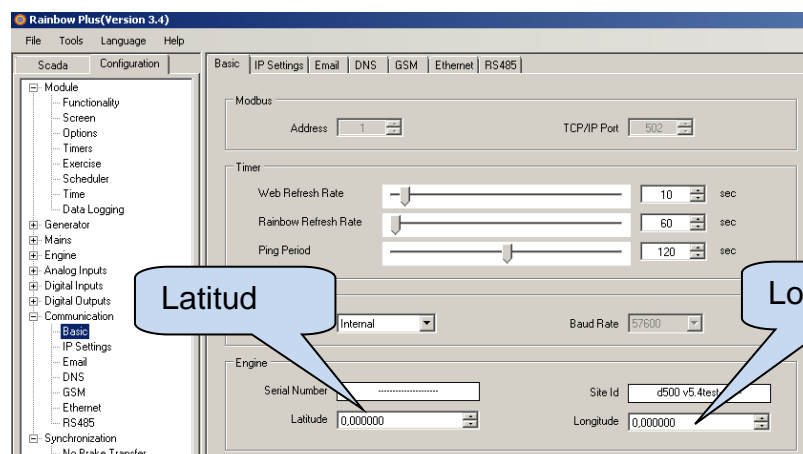 Rainbow Plus(Version 3.4)
File Tools Language Help
Scada Configuration
Basic IP Settings Email DNS GSM Ethernet RS485
Module
Functionality
Screen
Options
Timers
Exercise
Scheduler
Time
Data Logging
Generator
Mains
Engine
Analog Inputs
Digital Inputs
Digital Outputs
Communication
Basic
IP Settings
Email
DNS
GSM
Ethernet
RS485
Synchronization
No Brake Transfer
Modbus
Address 1 TCP/IP Port 502
Timer
Web Refresh Rate 10 sec
Rainbow Refresh Rate 60 sec
Ping Period 120 sec
Latitud
Lo
Internal Baud Rate 57600
Engine
Serial Number -------------------- Site Id d500 v5.4test
Latitude 0,000000 Longitude 0,000000